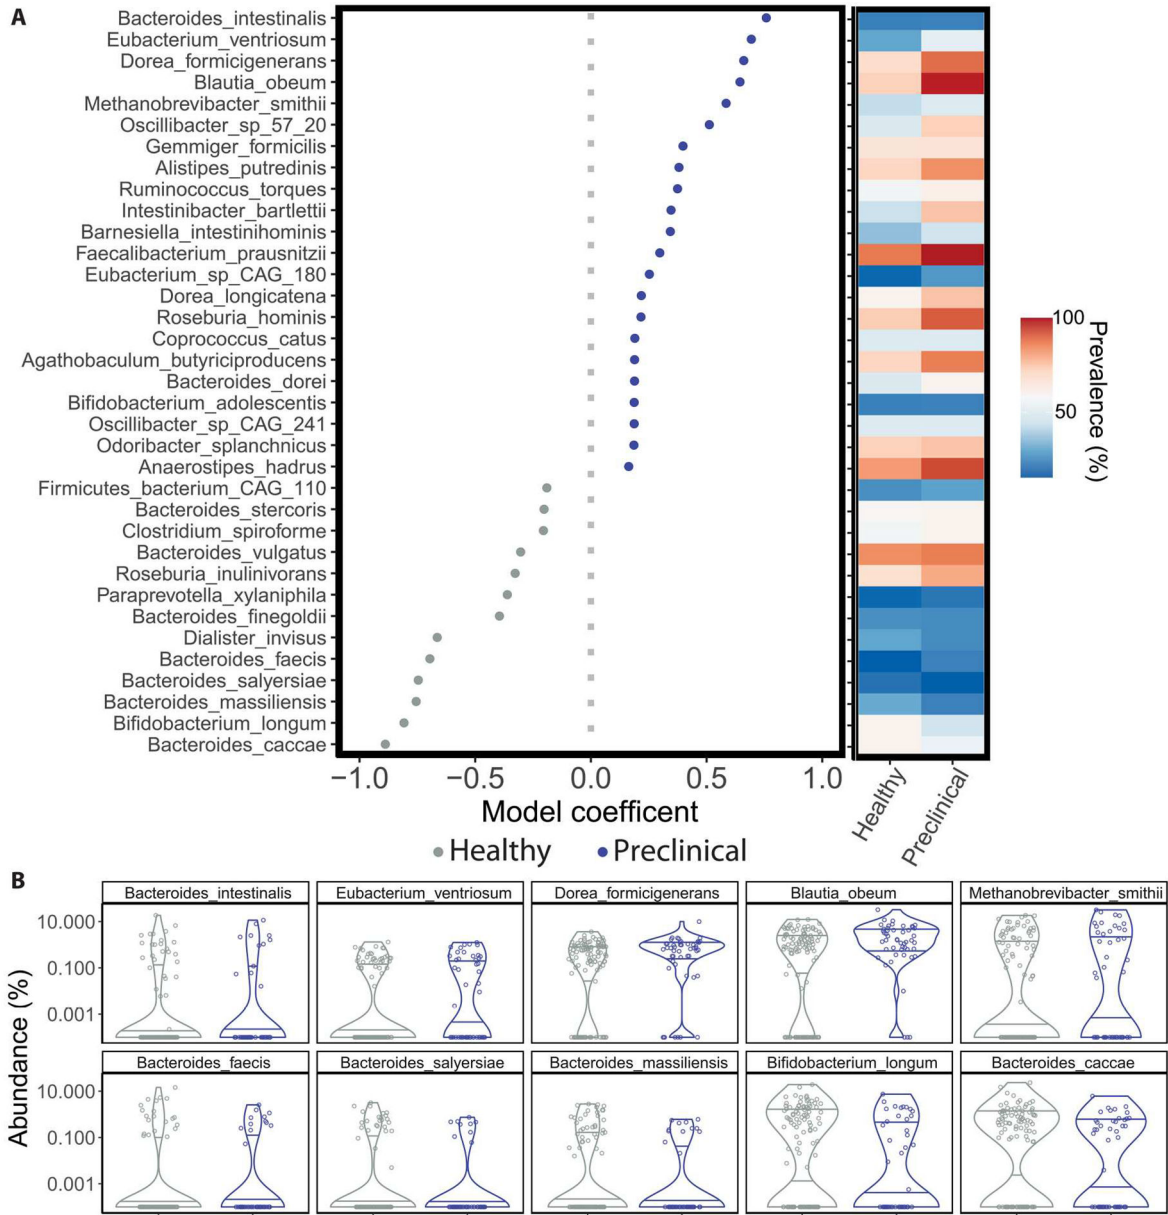 A
Bacteroides_intestinalis
Eubacterium_ventriosum
Dorea_formicigenerans
Blautia_obeum
Methanobrevibacter_smithii
Oscillibacter_sp_57_20
Gemmiger_formicilis
Alistipes_putredinis
Ruminococcus_torques
Intestinibacter_bartlettii
Barnesiella_intestinihominis
Faecalibacterium_prausnitzii
Eubacterium_sp_CAG_180
Dorea_longicatena
Roseburia_hominis
Coprococcus_catus
Agathobaculum_butyriciproducens
Bacteroides_dorei
Bifidobacterium_adolescentis
Oscillibacter_sp_CAG_241
Odoribacter_splanchnicus
Anaerostipes_hadrus
Firmicutes_bacterium_CAG_110
Bacteroides_stercoris
Clostridium_spiroforme
Bacteroides_vulgatus
Roseburia_inulinivorans
Paraprevotella_xylaniphila
Bacteroides_finegoldii
Dialister_invisus
Bacteroides_faecis
Bacteroides_salyersiae
Bacteroides_massiliensis
Bifidobacterium_longum
Bacteroides_caccae
−1.0 −0.5 0.0 0.5 1.0
Model coefficent
Healthy Preclinical
Healthy
Preclinical
100
50
Prevalence (%)
B
Bacteroides_intestinalis Eubacterium_ventriosum Dorea_formicigenerans Blautia_obeum Methanobrevibacter_smithii
10.000
0.100
0.001
Bacteroides_faecis Bacteroides_salyersiae Bacteroides_massiliensis Bifidobacterium_longum Bacteroides_caccae
10.000
0.100
0.001
Abundance (%)